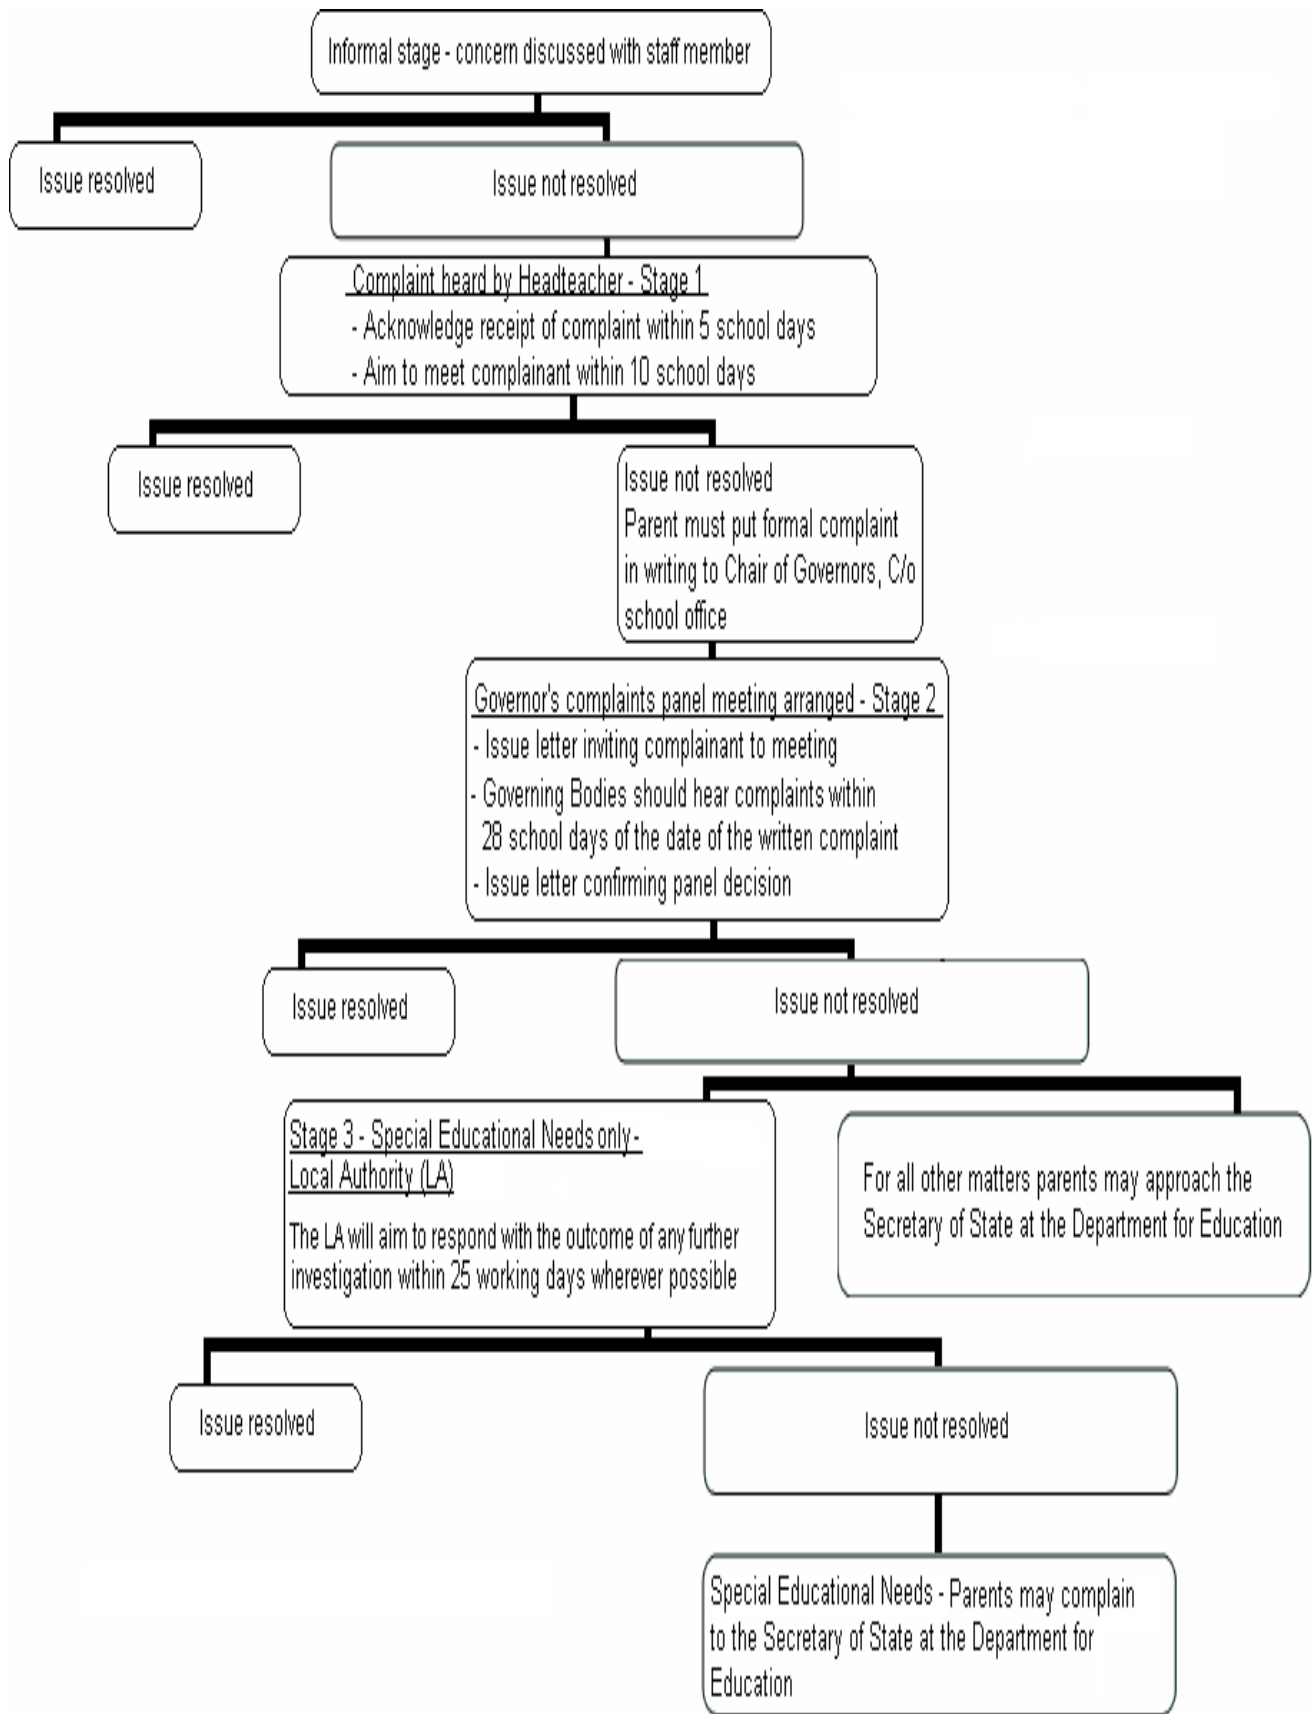 Informal stage - concern discussed with staff member
Issue resolved
Issue not resolved
Complaint heard by Headteacher - Stage 1
- Acknowledge receipt of complaint within 5 school days
- Aim to meet complainant within 10 school days
Issue resolved
Issue not resolved
Parent must put formal complaint
in writing to Chair of Governors, C/o
school office
Governor's complaints panel meeting arranged - Stage 2
- Issue letter inviting complainant to meeting
- Governing Bodies should hear complaints within
28 school days of the date of the written complaint
- Issue letter confirming panel decision
Issue resolved
Issue not resolved
Stage 3 - Special Educational Needs only -
Local Authority (LA)
The LA will aim to respond with the outcome of any further
investigation within 25 working days wherever possible
For all other matters parents may approach the
Secretary of State at the Department for Education
Issue resolved
Issue not resolved
Special Educational Needs - Parents may complain
to the Secretary of State at the Department for
Education